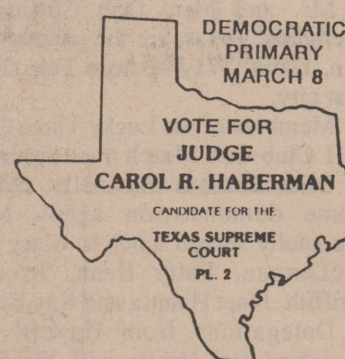 DEMOCRATIC
PRIMARY
MARCH 8
VOTE FOR
JUDGE
CAROL R. HABERMAN
CANDIDATE FOR THE
TEXAS SUPREME
COURT
PL. 2